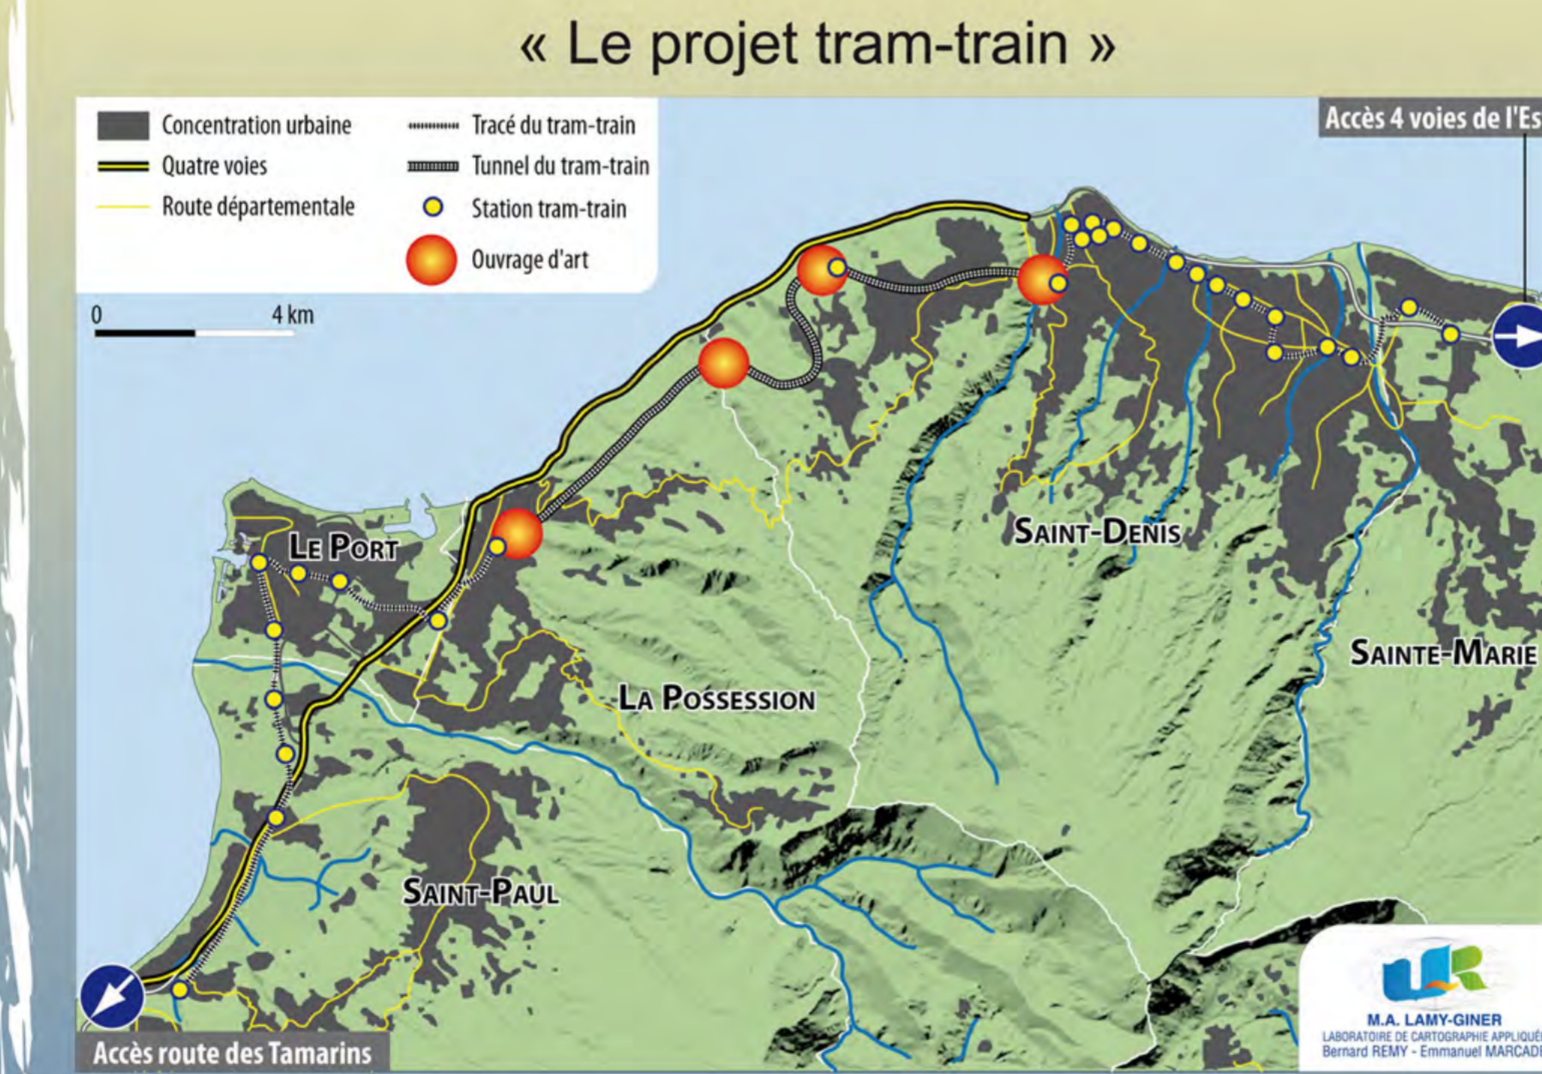 « Le projet tram-train »
Concentration urbaine
Quatre voies
Route départementale
Tracé du tram-train
Tunnel du tram-train
Station tram-train
Ouvrage d'art
0 4 km
Accès 4 voies de l'Es
LE PORT
SAINT-DENIS
SAINTE-MARIE
LA POSSESSION
SAINT-PAUL
Accès route des Tamarins
UR
M.A. LAMY-GINER
LABORATOIRE DE CARTOGRAPHIE APPLIQUÉ
Bernard REMY - Emmanuel MARCADE